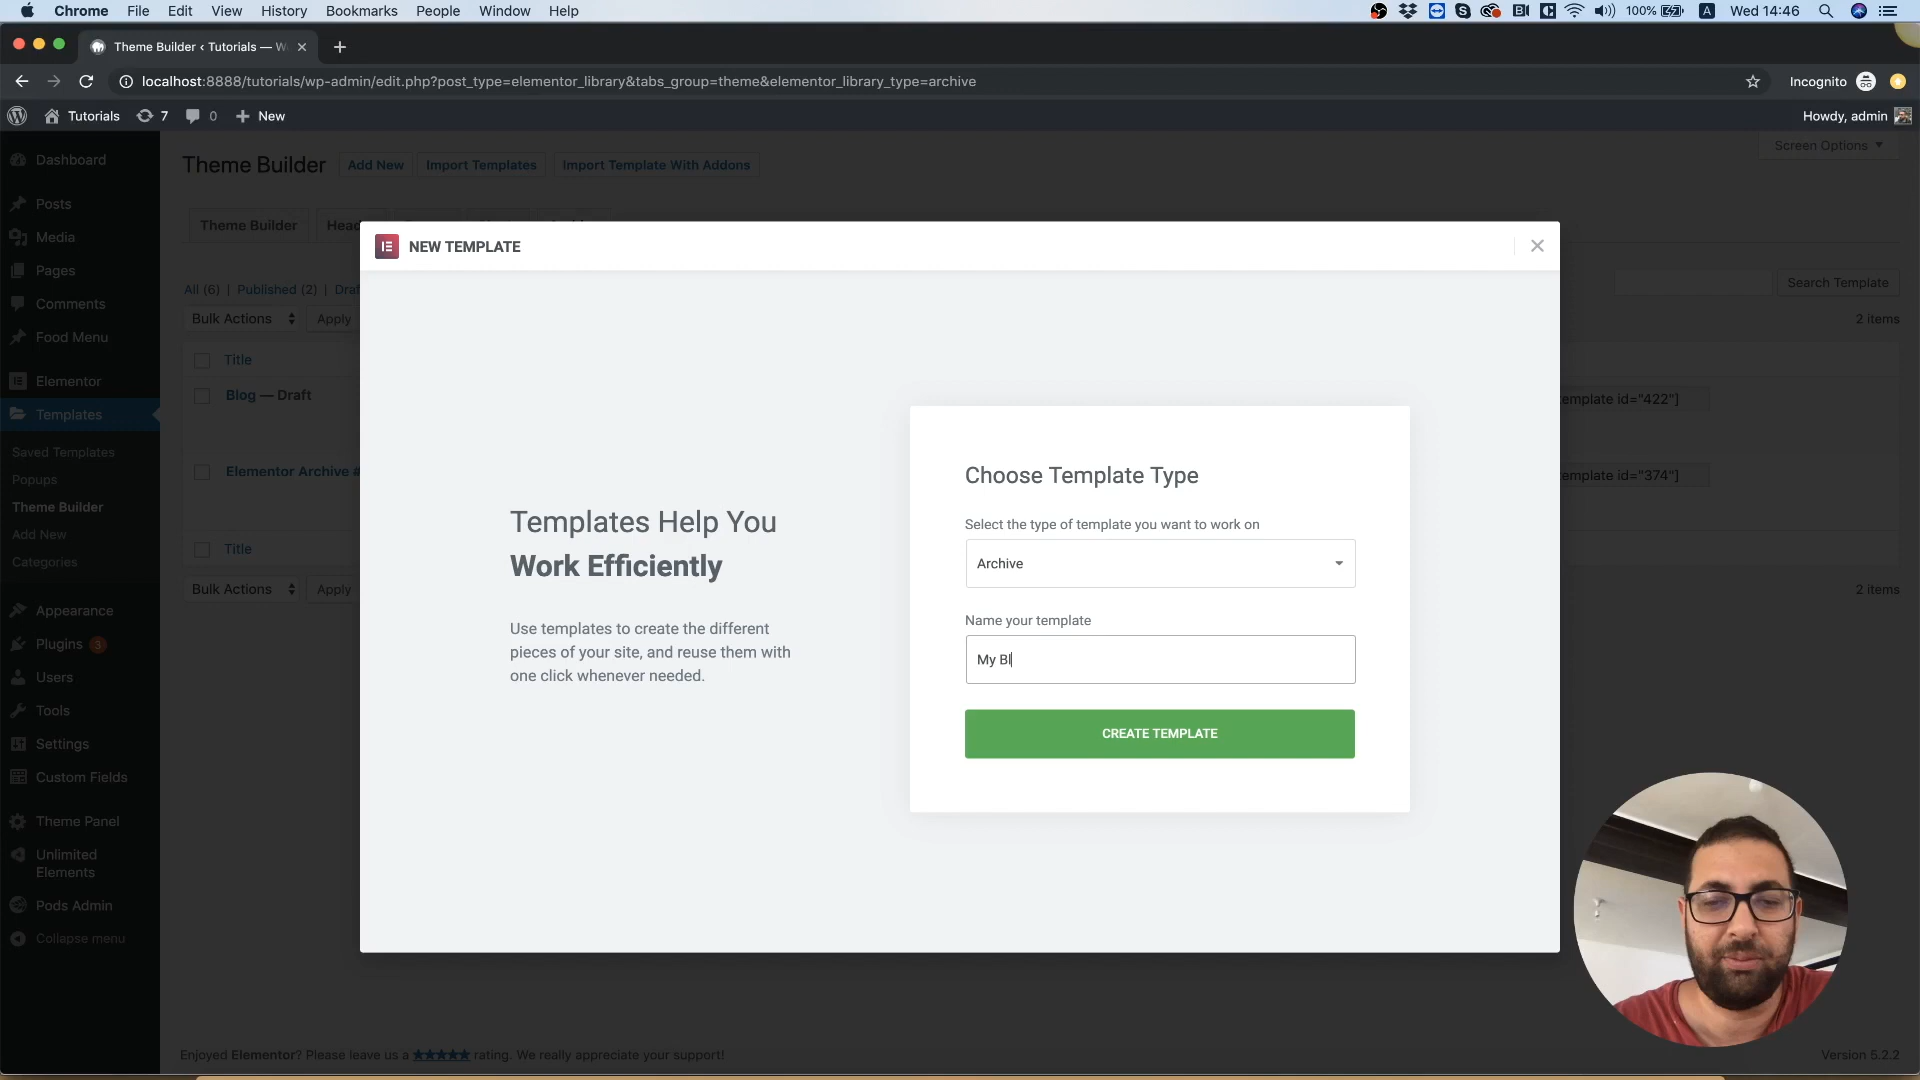 Chrome File Edit View History Bookmarks People Window Help 100% A Wed 14:46
Theme Builder ‹ Tutorials — W
localhost:8888/tutorials/wp-admin/edit.php?post_type=elementor_library&tabs_group=theme&elementor_library_type=archive Incognito
Tutorials 7 0 New Howdy, admin
Dashboard
Posts
Media
Pages
Comments
Food Menu
Elementor
Templates
Saved Templates
Popups
Theme Builder
Add New
Categories
Appearance
Plugins 3
Users
Tools
Settings
Custom Fields
Theme Panel
Unlimited
Elements
Pods Admin
Collapse menu
Theme Builder Add New Import Templates Import Template With Addons Screen Options
Theme Builder Head
All (6) | Published (2) | Draf
Search Template
Bulk Actions Apply 2 items
Title
Blog — Draft emplate id="422"]
Elementor Archive # emplate id="374"]
Title
Bulk Actions Apply 2 items
NEW TEMPLATE
Templates Help You
Work Efficiently
Use templates to create the different
pieces of your site, and reuse them with
one click whenever needed.
Choose Template Type
Select the type of template you want to work on
Archive
Name your template
My Bl
CREATE TEMPLATE
Enjoyed Elementor? Please leave us a ★★★★★ rating. We really appreciate your support! Version 5.2.2